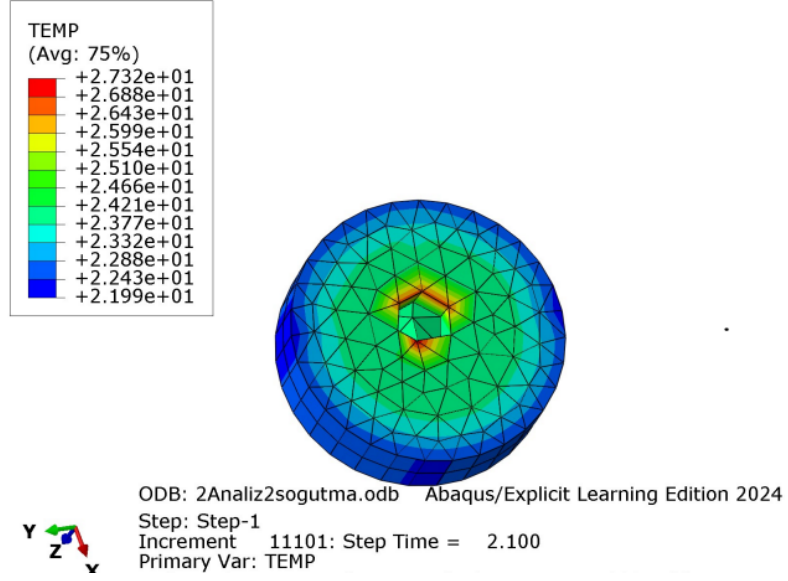 TEMP
(Avg: 75%)
+2.732e+01
+2.688e+01
+2.643e+01
+2.599e+01
+2.554e+01
+2.510e+01
+2.466e+01
+2.421e+01
+2.377e+01
+2.332e+01
+2.288e+01
+2.243e+01
+2.199e+01
ODB: 2Analiz2sogutma.odb Abaqus/Explicit Learning Edition 2024
Step: Step-1
Increment 11101: Step Time = 2.100
Primary Var: TEMP
Y
Z
X